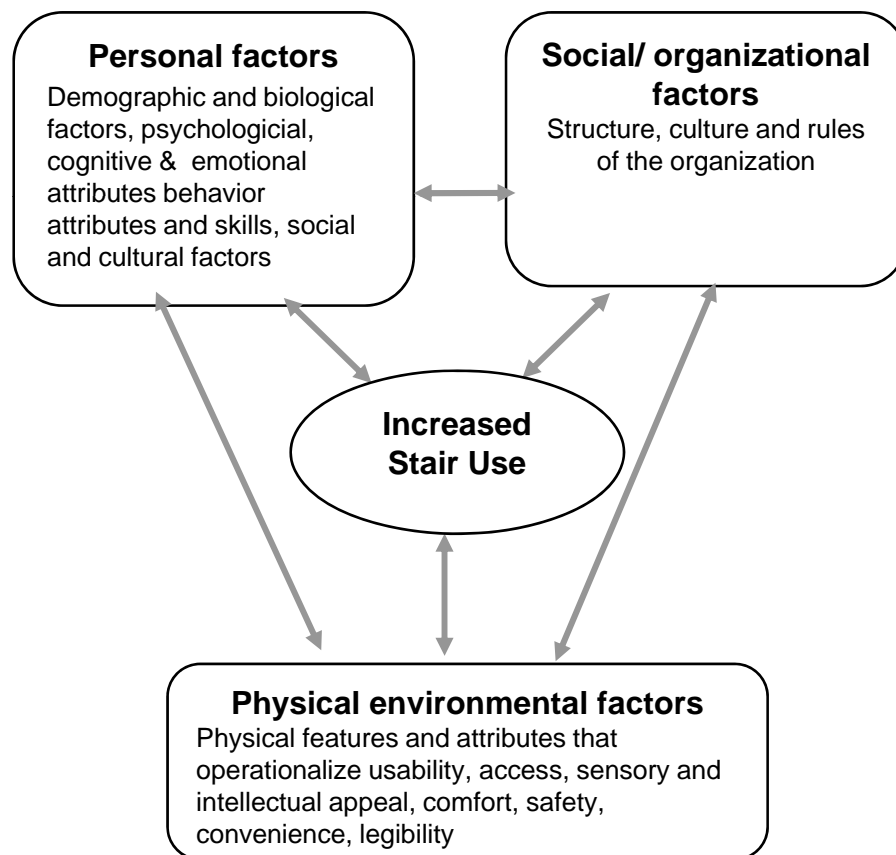 Personal factors
Demographic and biological
factors, psychologicial,
cognitive & emotional
attributes behavior
attributes and skills, social
and cultural factors
Social/ organizational
factors
Structure, culture and rules
of the organization
Increased
Stair Use
Physical environmental factors
Physical features and attributes that
operationalize usability, access, sensory and
intellectual appeal, comfort, safety,
convenience, legibility